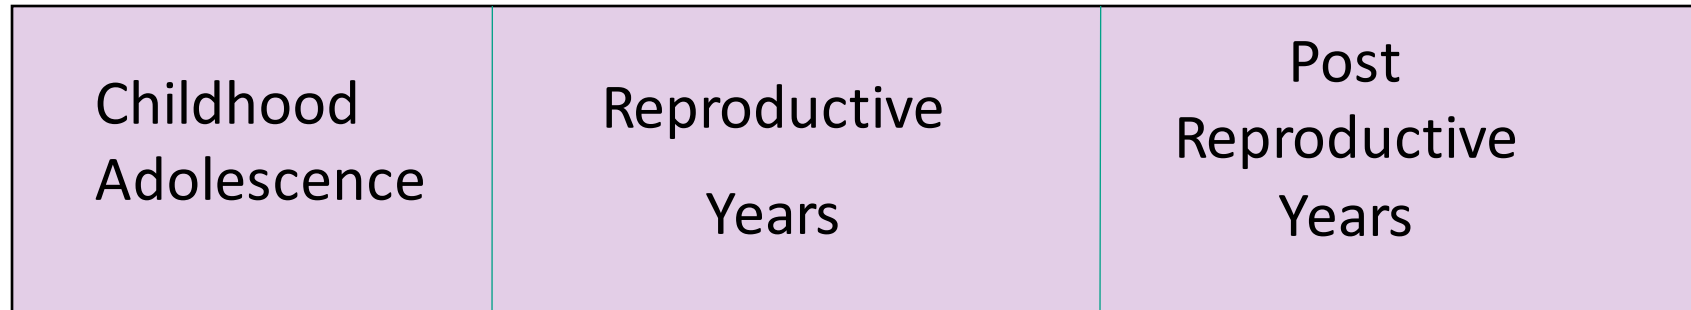 Childhood
Adolescence
Reproductive
Years
Post
Reproductive
Years